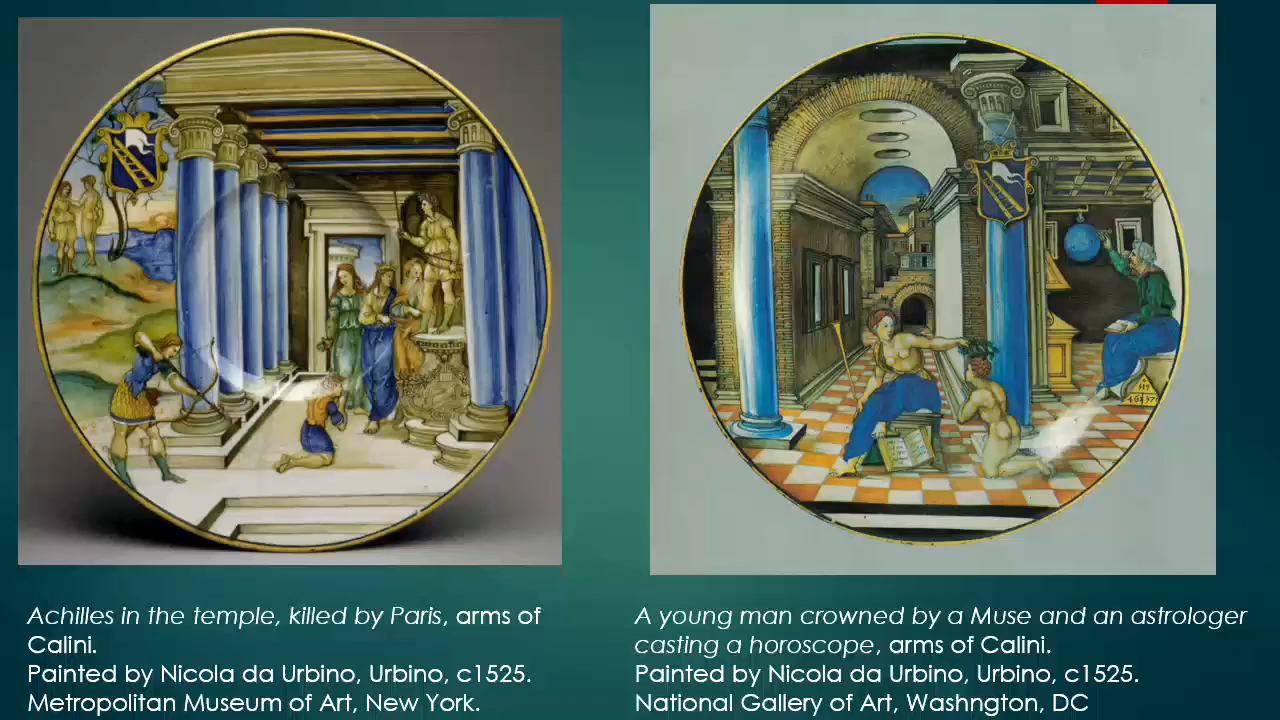 Achilles in the temple, killed by Paris, arms of
Calini.
Painted by Nicola da Urbino, Urbino, c1525.
Metropolitan Museum of Art, New York.
A young man crowned by a Muse and an astrologer
casting a horoscope, arms of Calini.
Painted by Nicola da Urbino, Urbino, c1525.
National Gallery of Art, Washngton, DC